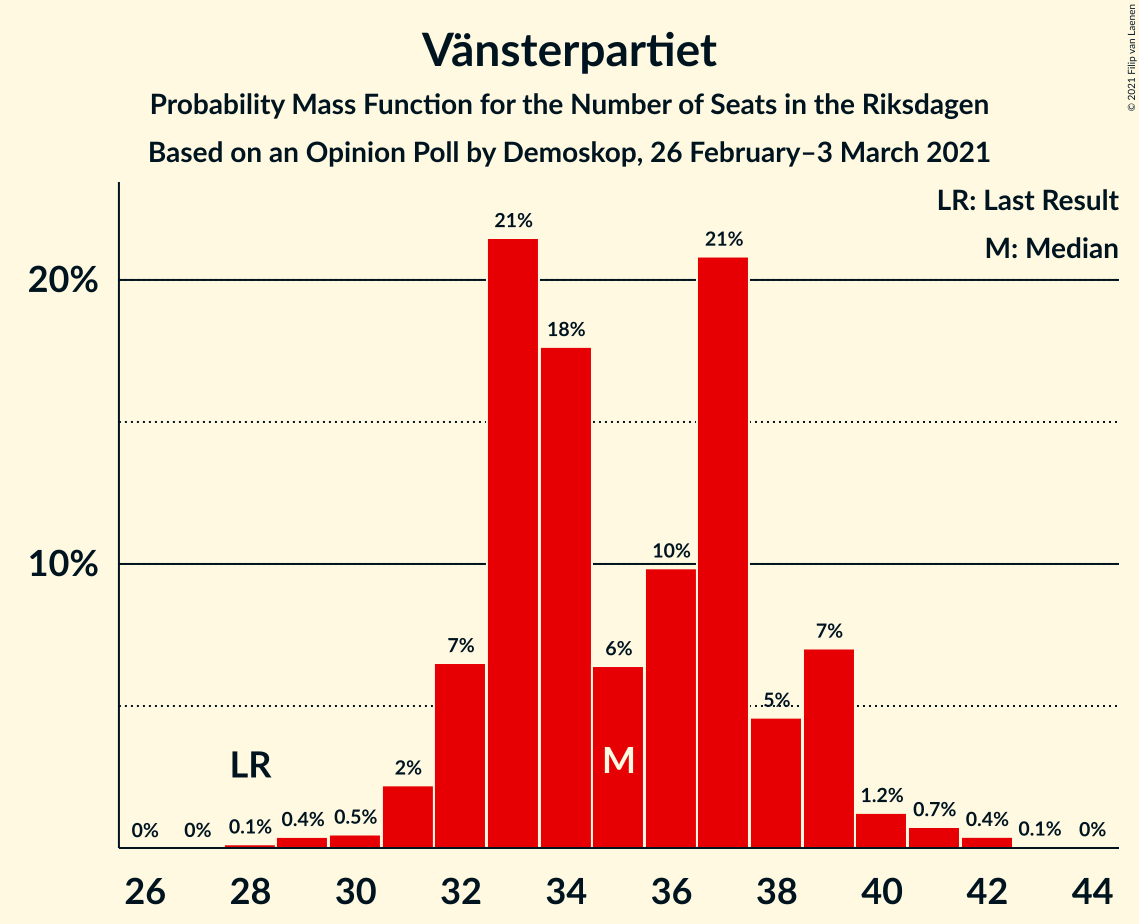 Vänsterpartiet
Probability Mass Function for the Number of Seats in the Riksdagen
Based on an Opinion Poll by Demoskop, 26 February–3 March 2021
© 2021 Filip van Laenen
LR: Last Result
M: Median
20%
10%
0%
0%
0.1%
0.4%
0.5%
2%
7%
21%
18%
6%
10%
21%
5%
7%
1.2%
0.7%
0.4%
0.1%
0%
LR
M
26 28 30 32 34 36 38 40 42 44